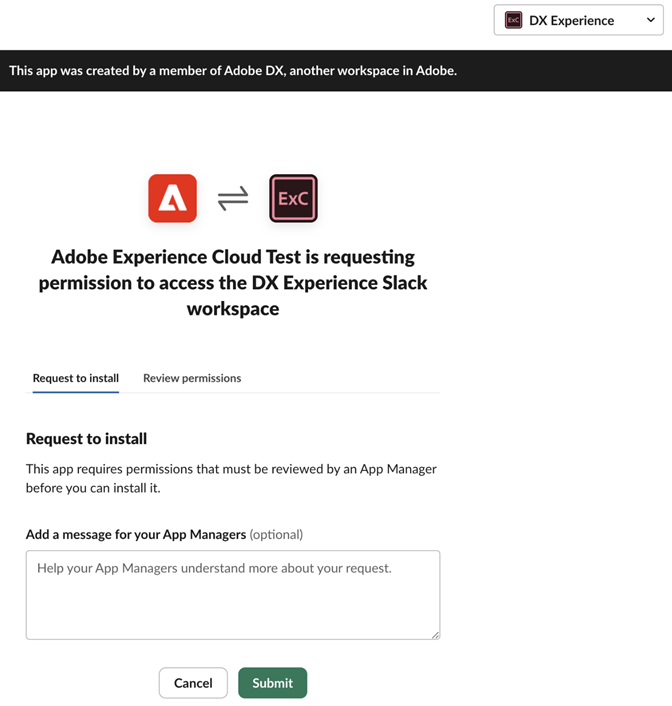 ExC DX Experience
This app was created by a member of Adobe DX, another workspace in Adobe.
ExC
Adobe Experience Cloud Test is requesting
permission to access the DX Experience Slack
workspace
Request to install Review permissions
Request to install
This app requires permissions that must be reviewed by an App Manager
before you can install it.
Add a message for your App Managers (optional)
Help your App Managers understand more about your request.
Cancel Submit